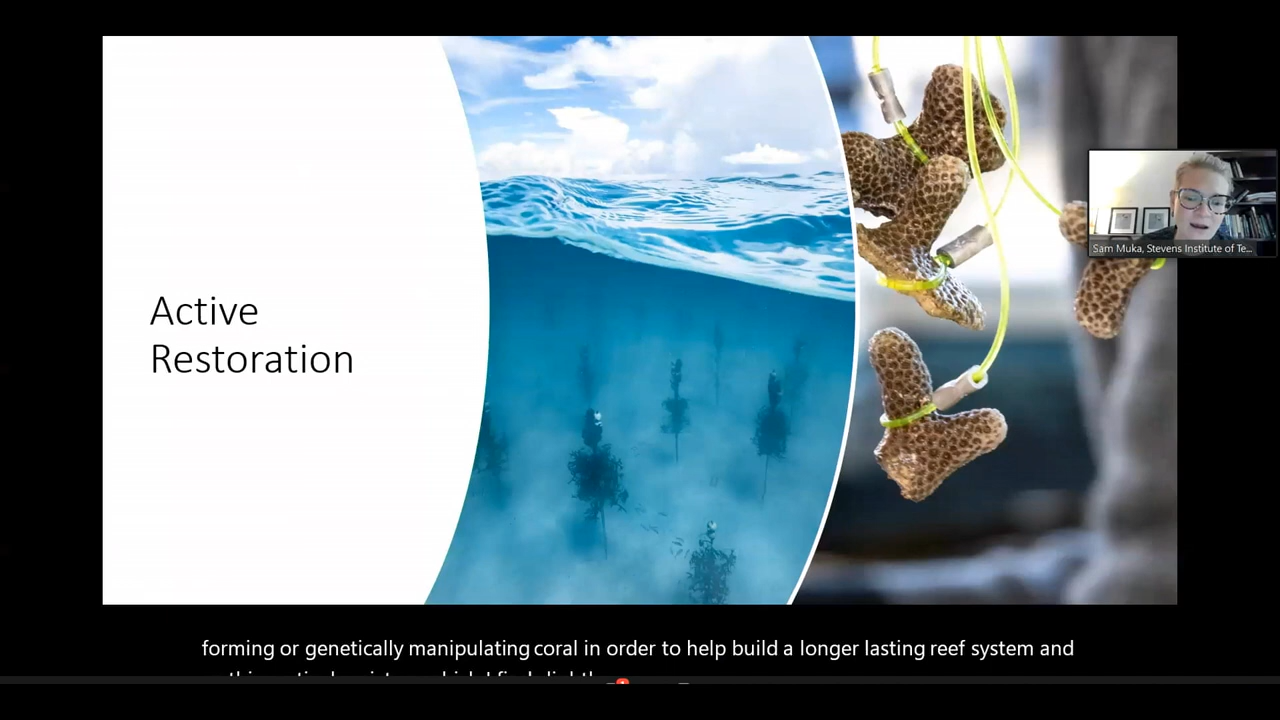 Active
Restoration
Sam Muka, Stevens Institute of Te...
forming or genetically manipulating coral in order to help build a longer lasting reef system and